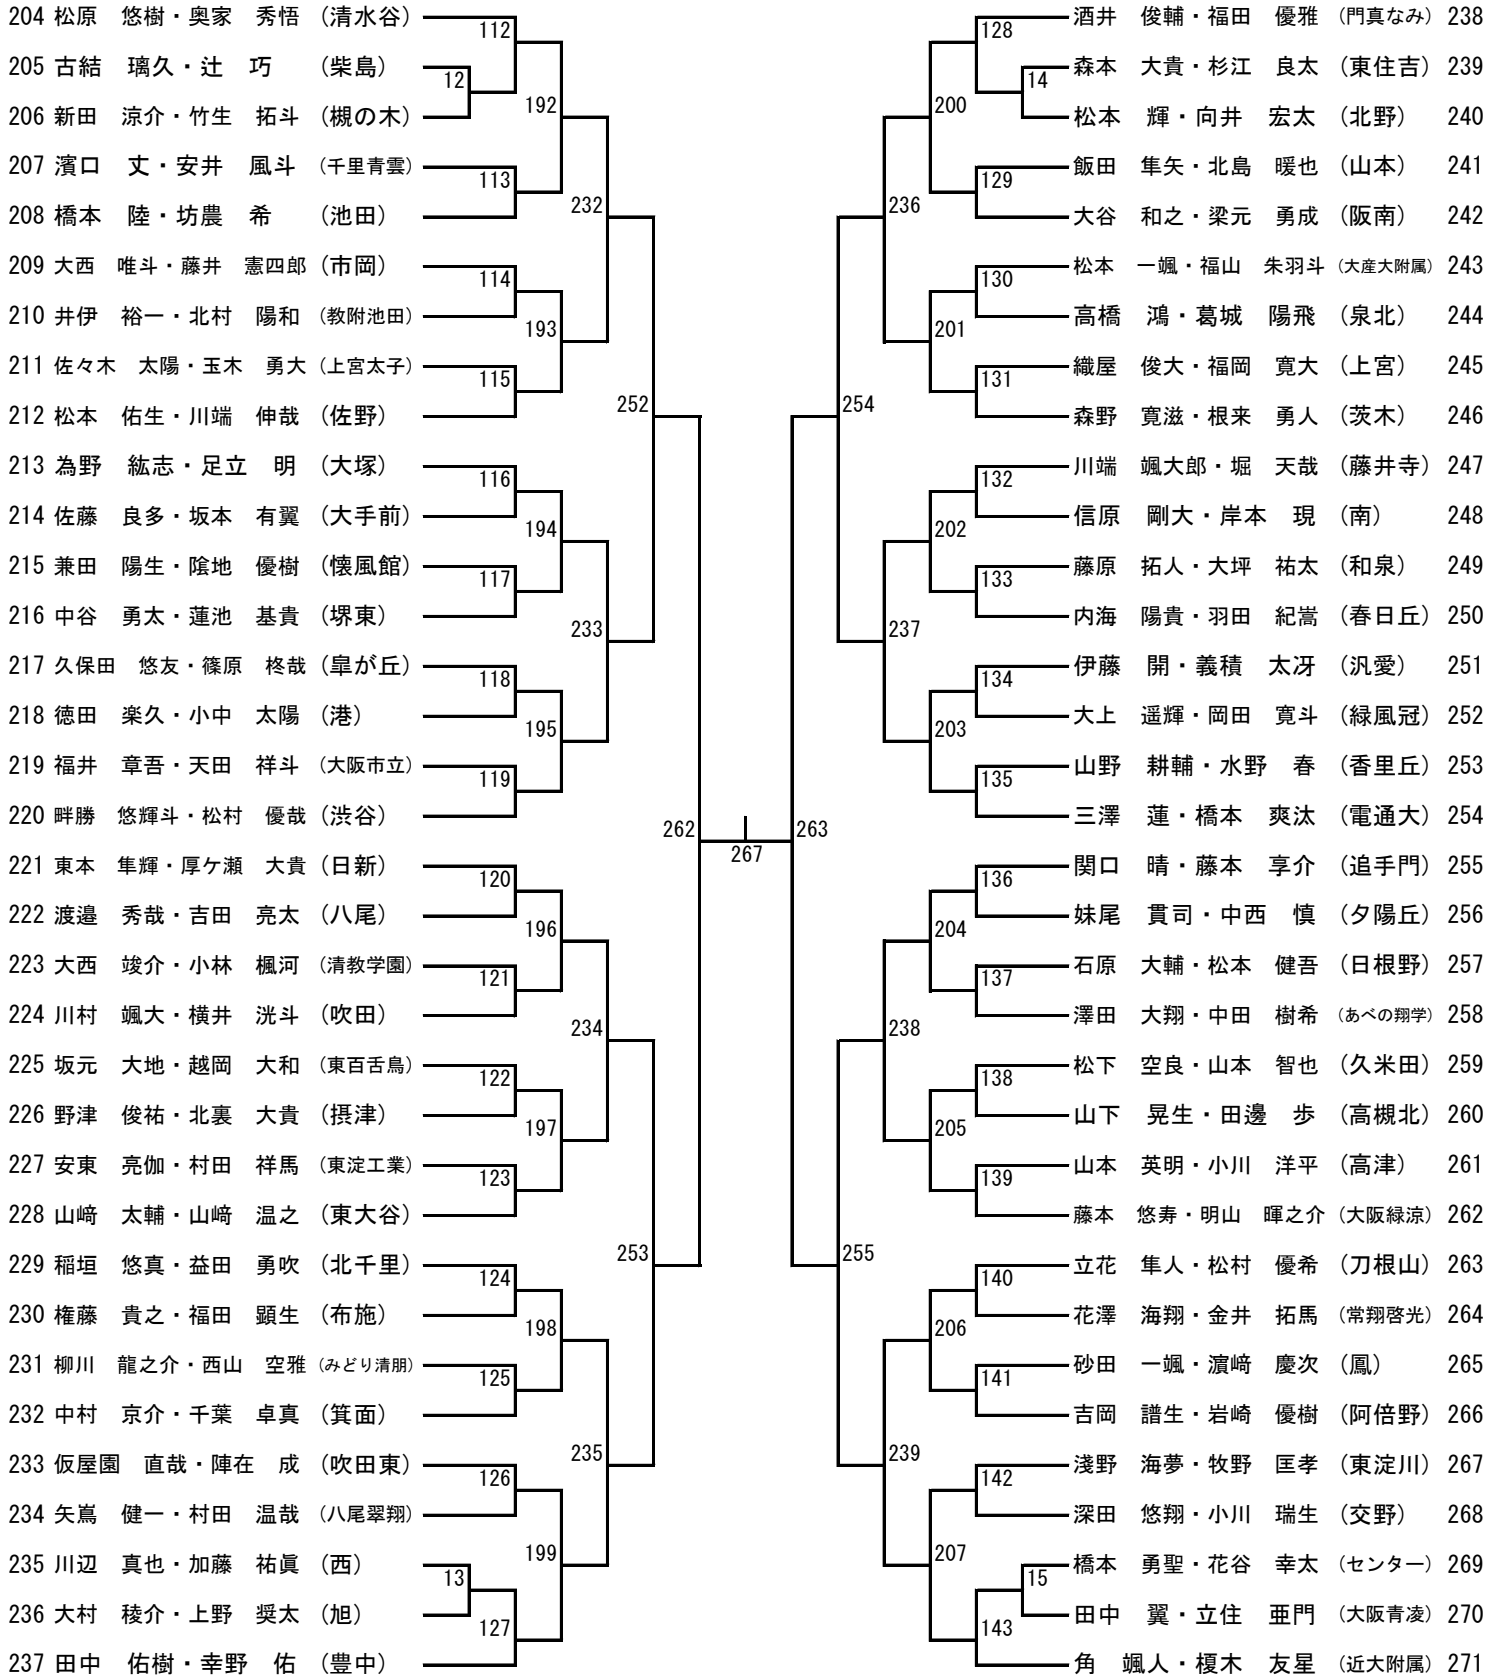 204 松原　悠樹・奥家　秀悟 (清水谷)
112
205 古結　璃久・辻　巧 (柴島)
12
206 新田　涼介・竹生　拓斗 (槻の木)
192
207 濱口　丈・安井　風斗 (千里青雲)
113
208 橋本　陸・坊農　希 (池田)
232
209 大西　唯斗・藤井　憲四郎 (市岡)
114
210 井伊　裕一・北村　陽和 (教附池田)
193
211 佐々木　太陽・玉木　勇大 (上宮太子)
115
212 松本　佑生・川端　伸哉 (佐野)
252
213 為野　紘志・足立　明 (大塚)
116
214 佐藤　良多・坂本　有翼 (大手前)
194
215 兼田　陽生・陰地　優樹 (懐風館)
117
216 中谷　勇太・蓮池　基貴 (堺東)
233
217 久保田　悠友・篠原　柊哉 (皐が丘)
118
218 徳田　楽久・小中　太陽 (港)
195
219 福井　章吾・天田　祥斗 (大阪市立)
119
220 畔勝　悠輝斗・松村　優哉 (渋谷)
262
221 東本　隼輝・厚ケ瀬　大貴 (日新)
120
222 渡邉　秀哉・吉田　亮太 (八尾)
196
223 大西　竣介・小林　楓河 (清教学園)
121
224 川村　颯大・横井　洸斗 (吹田)
234
225 坂元　大地・越岡　大和 (東百舌鳥)
122
226 野津　俊祐・北裏　大貴 (摂津)
197
227 安東　亮伽・村田　祥馬 (東淀工業)
123
228 山﨑　太輔・山﨑　温之 (東大谷)
253
229 稲垣　悠真・益田　勇吹 (北千里)
124
230 権藤　貴之・福田　顕生 (布施)
198
231 柳川　龍之介・西山　空雅 (みどり清朋)
125
232 中村　京介・千葉　卓真 (箕面)
235
233 仮屋園　直哉・陣在　成 (吹田東)
126
234 矢嶌　健一・村田　温哉 (八尾翠翔)
199
235 川辺　真也・加藤　祐眞 (西)
13
236 大村　稜介・上野　奨太 (旭)
127
237 田中　佑樹・幸野　佑 (豊中)
267
酒井　俊輔・福田　優雅 (門真なみ) 238
128
森本　大貴・杉江　良太 (東住吉) 239
14
松本　輝・向井　宏太 (北野) 240
200
飯田　隼矢・北島　暖也 (山本) 241
129
大谷　和之・梁元　勇成 (阪南) 242
236
松本　一颯・福山　朱羽斗 (大産大附属) 243
130
高橋　鴻・葛城　陽飛 (泉北) 244
201
織屋　俊大・福岡　寛大 (上宮) 245
131
森野　寛滋・根来　勇人 (茨木) 246
254
川端　颯大郎・堀　天哉 (藤井寺) 247
132
信原　剛大・岸本　現 (南) 248
202
藤原　拓人・大坪　祐太 (和泉) 249
133
内海　陽貴・羽田　紀嵩 (春日丘) 250
237
伊藤　開・義積　太冴 (汎愛) 251
134
大上　遥輝・岡田　寛斗 (緑風冠) 252
203
山野　耕輔・水野　春 (香里丘) 253
135
三澤　蓮・橋本　爽汰 (電通大) 254
263
関口　晴・藤本　享介 (追手門) 255
136
妹尾　貫司・中西　慎 (夕陽丘) 256
204
石原　大輔・松本　健吾 (日根野) 257
137
澤田　大翔・中田　樹希 (あべの翔学) 258
238
松下　空良・山本　智也 (久米田) 259
138
山下　晃生・田邊　歩 (高槻北) 260
205
山本　英明・小川　洋平 (高津) 261
139
藤本　悠寿・明山　暉之介 (大阪緑涼) 262
255
立花　隼人・松村　優希 (刀根山) 263
140
花澤　海翔・金井　拓馬 (常翔啓光) 264
206
砂田　一颯・濵﨑　慶次 (鳳) 265
141
吉岡　譜生・岩崎　優樹 (阿倍野) 266
239
淺野　海夢・牧野　匡孝 (東淀川) 267
142
深田　悠翔・小川　瑞生 (交野) 268
207
橋本　勇聖・花谷　幸太 (センター) 269
15
田中　翼・立住　亜門 (大阪青凌) 270
143
角　颯人・榎木　友星 (近大附属) 271